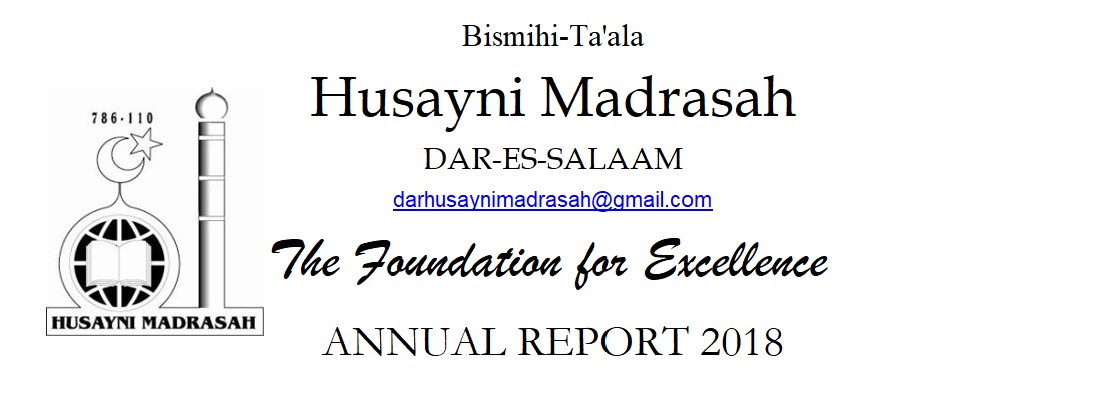 Bismihi-Ta'ala
Husayni Madrasah
DAR-ES-SALAAM
darhusaynimadrasah@gmail.com
The Foundation for Excellence
ANNUAL REPORT 2018
786·110
HUSAYNI MADRASAH